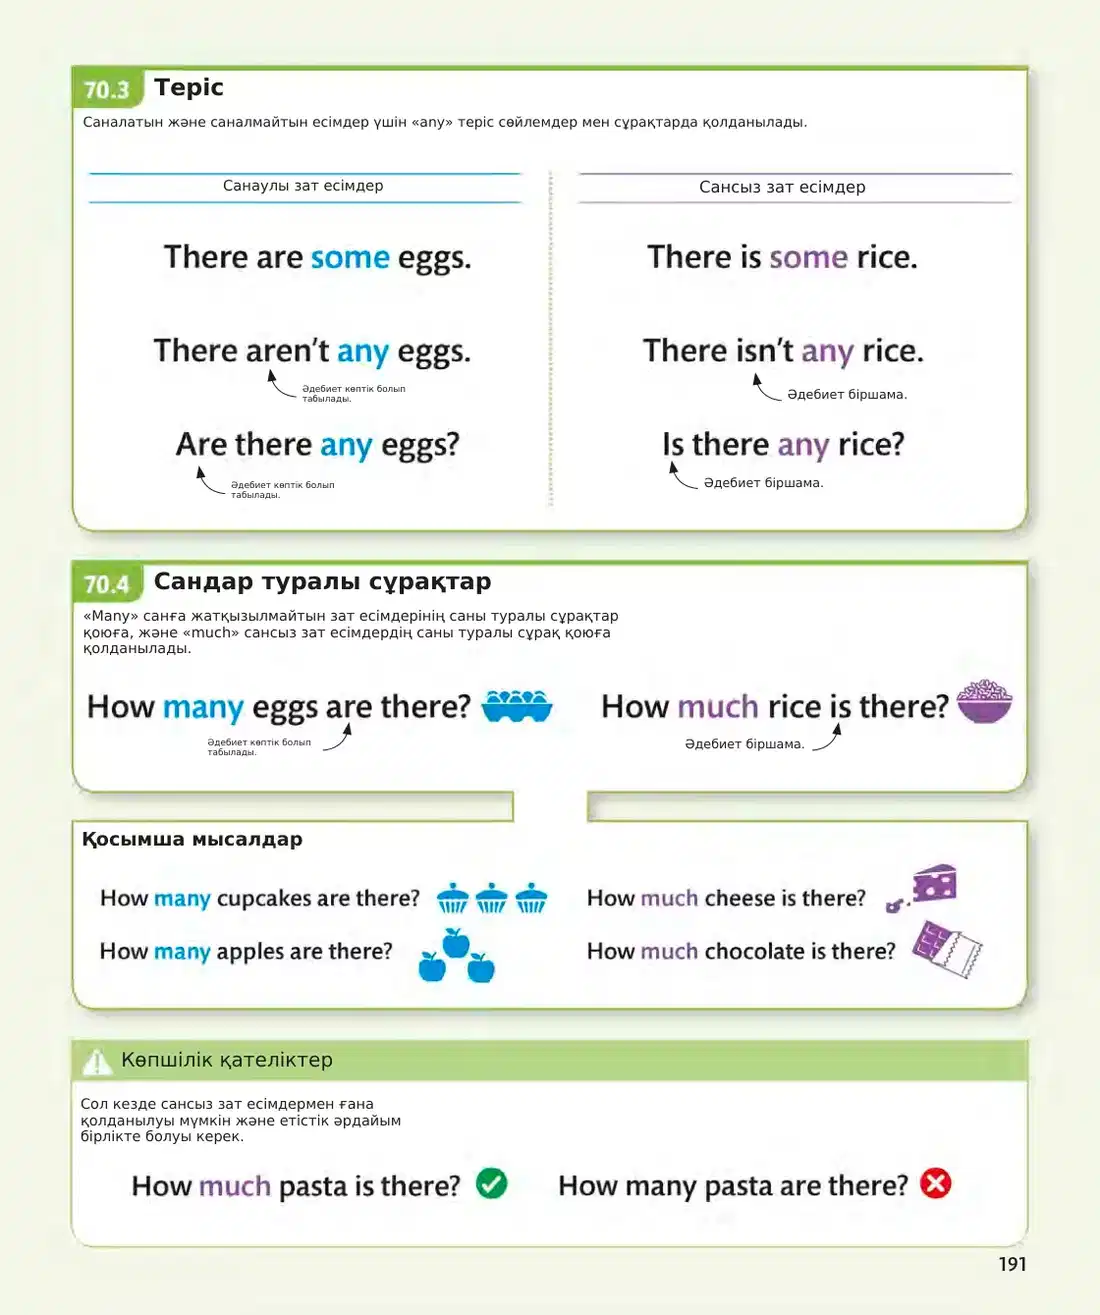 70.3 Теріс
Саналатын және саналмайтын есімдер үшін «any» теріс сөйлемдер мен сұрақтарда қолданылады.
Санаулы зат есімдер
There are some eggs.
There aren't any eggs.
Әдебиет көптік болып
табылады.
Are there any eggs?
Әдебиет көптік болып
табылады.
Сансыз зат есімдер
There is some rice.
There isn't any rice.
Әдебиет біршама.
Is there any rice?
Әдебиет біршама.
70.4 Сандар туралы сұрақтар
«Many» санға жатқызылмайтын зат есімдерінің саны туралы сұрақтар
қоюға, және «much» сансыз зат есімдердің саны туралы сұрақ қоюға
қолданылады.
How many eggs are there?
Әдебиет көптік болып
табылады.
How much rice is there?
Әдебиет біршама.
Қосымша мысалдар
How many cupcakes are there?
How much cheese is there?
How many apples are there?
How much chocolate is there?
Көпшілік қателіктер
Сол кезде сансыз зат есімдермен ғана
қолданылуы мүмкін және етістік әрдайым
бірлікте болуы керек.
How much pasta is there?
How many pasta are there?
191